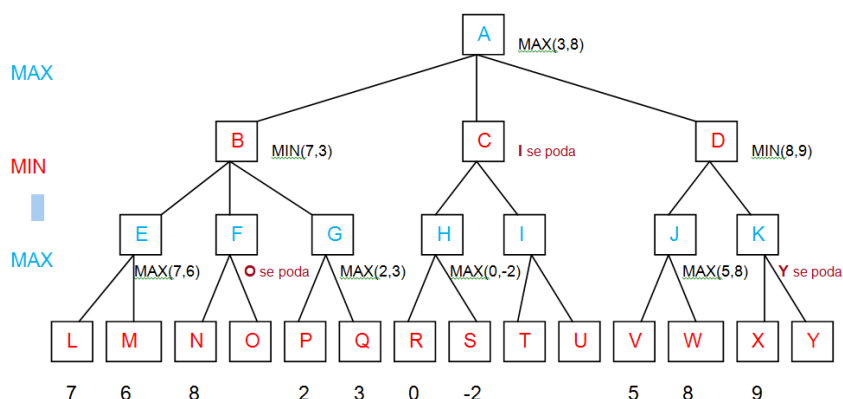 A
MAX(3,8)
MAX
B
MIN(7,3)
C
I se poda
D
MIN(8,9)
MIN
E
F
G
H
I
J
K
MAX
MAX(7,6)
O se poda
MAX(2,3)
MAX(0,-2)
MAX(5,8)
Y se poda
L M N O P Q R S T U V W X Y
7 6 8 2 3 0 -2 5 8 9